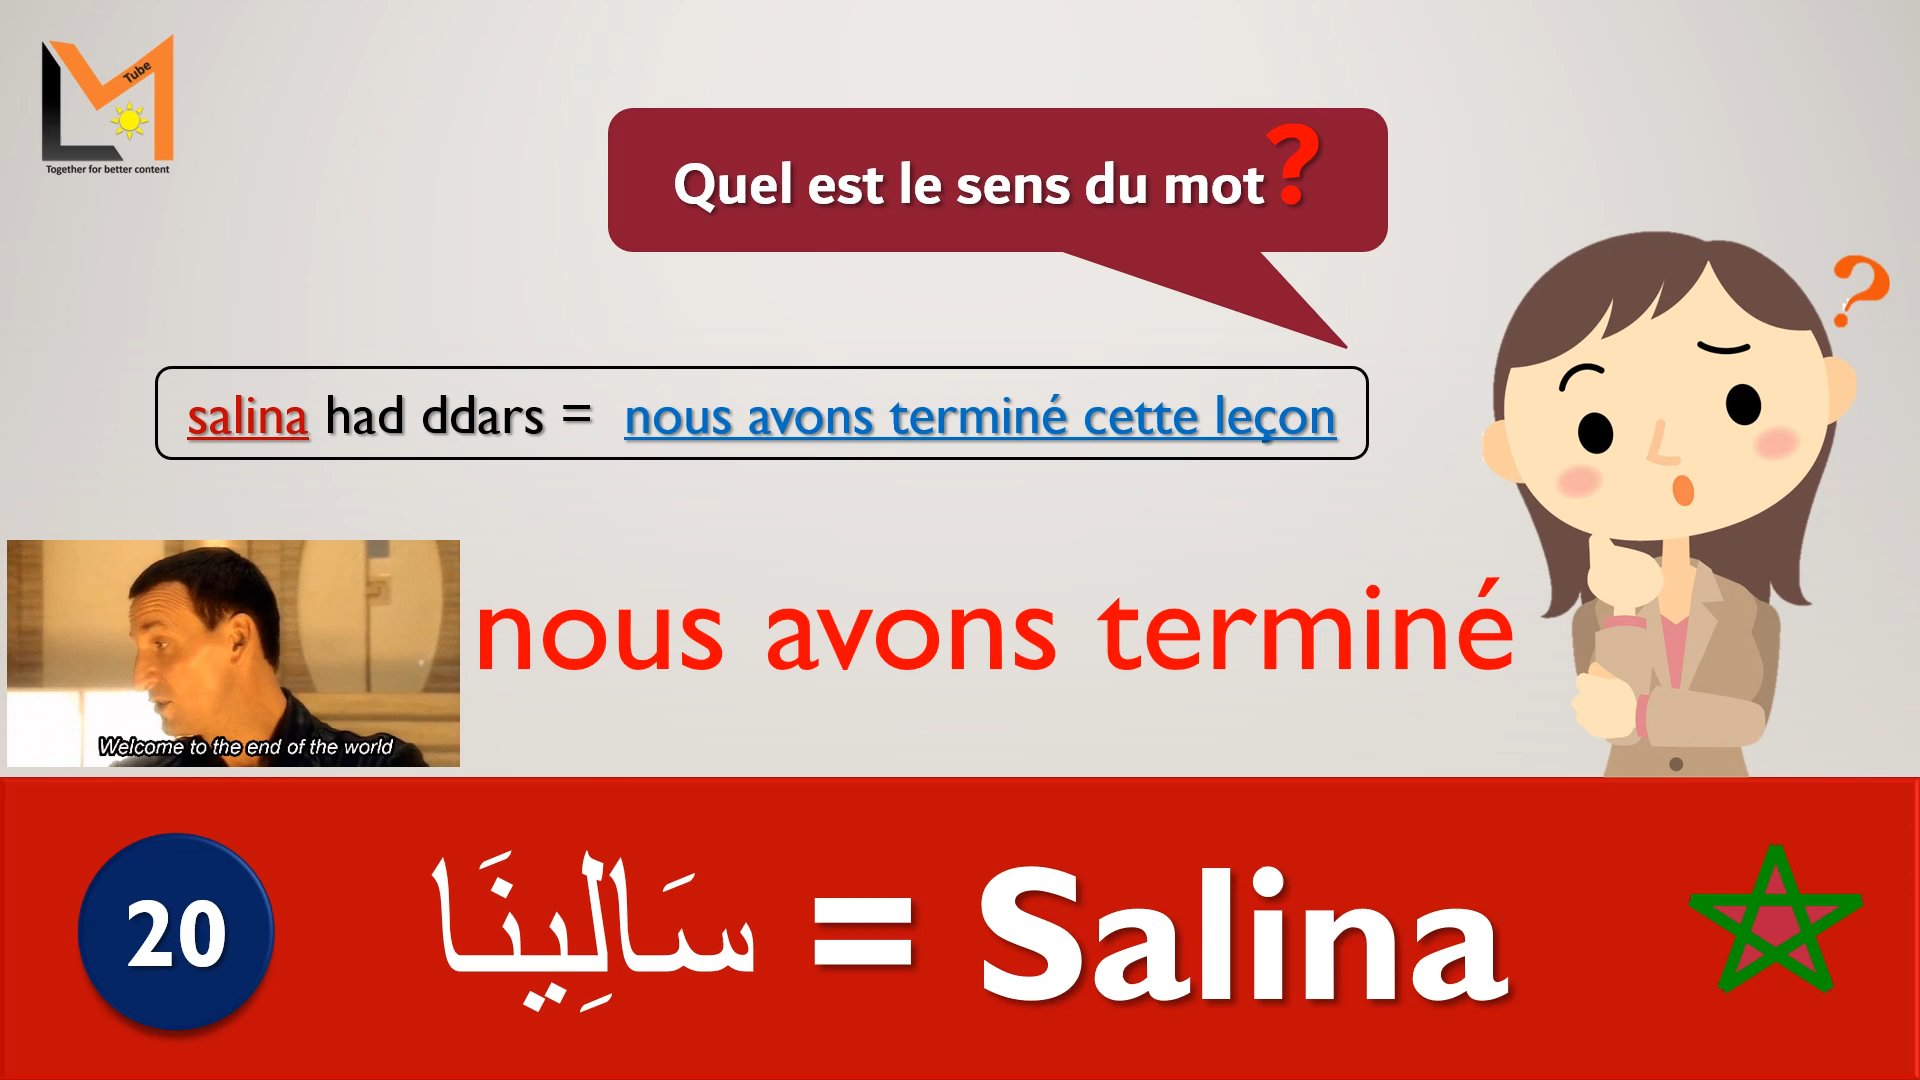 Tube
Together for better content
Quel est le sens du mot?
salina had ddars = nous avons terminé cette leçon
?
nous avons terminé
Welcome to the end of the world
20
سَالِينَا = Salina